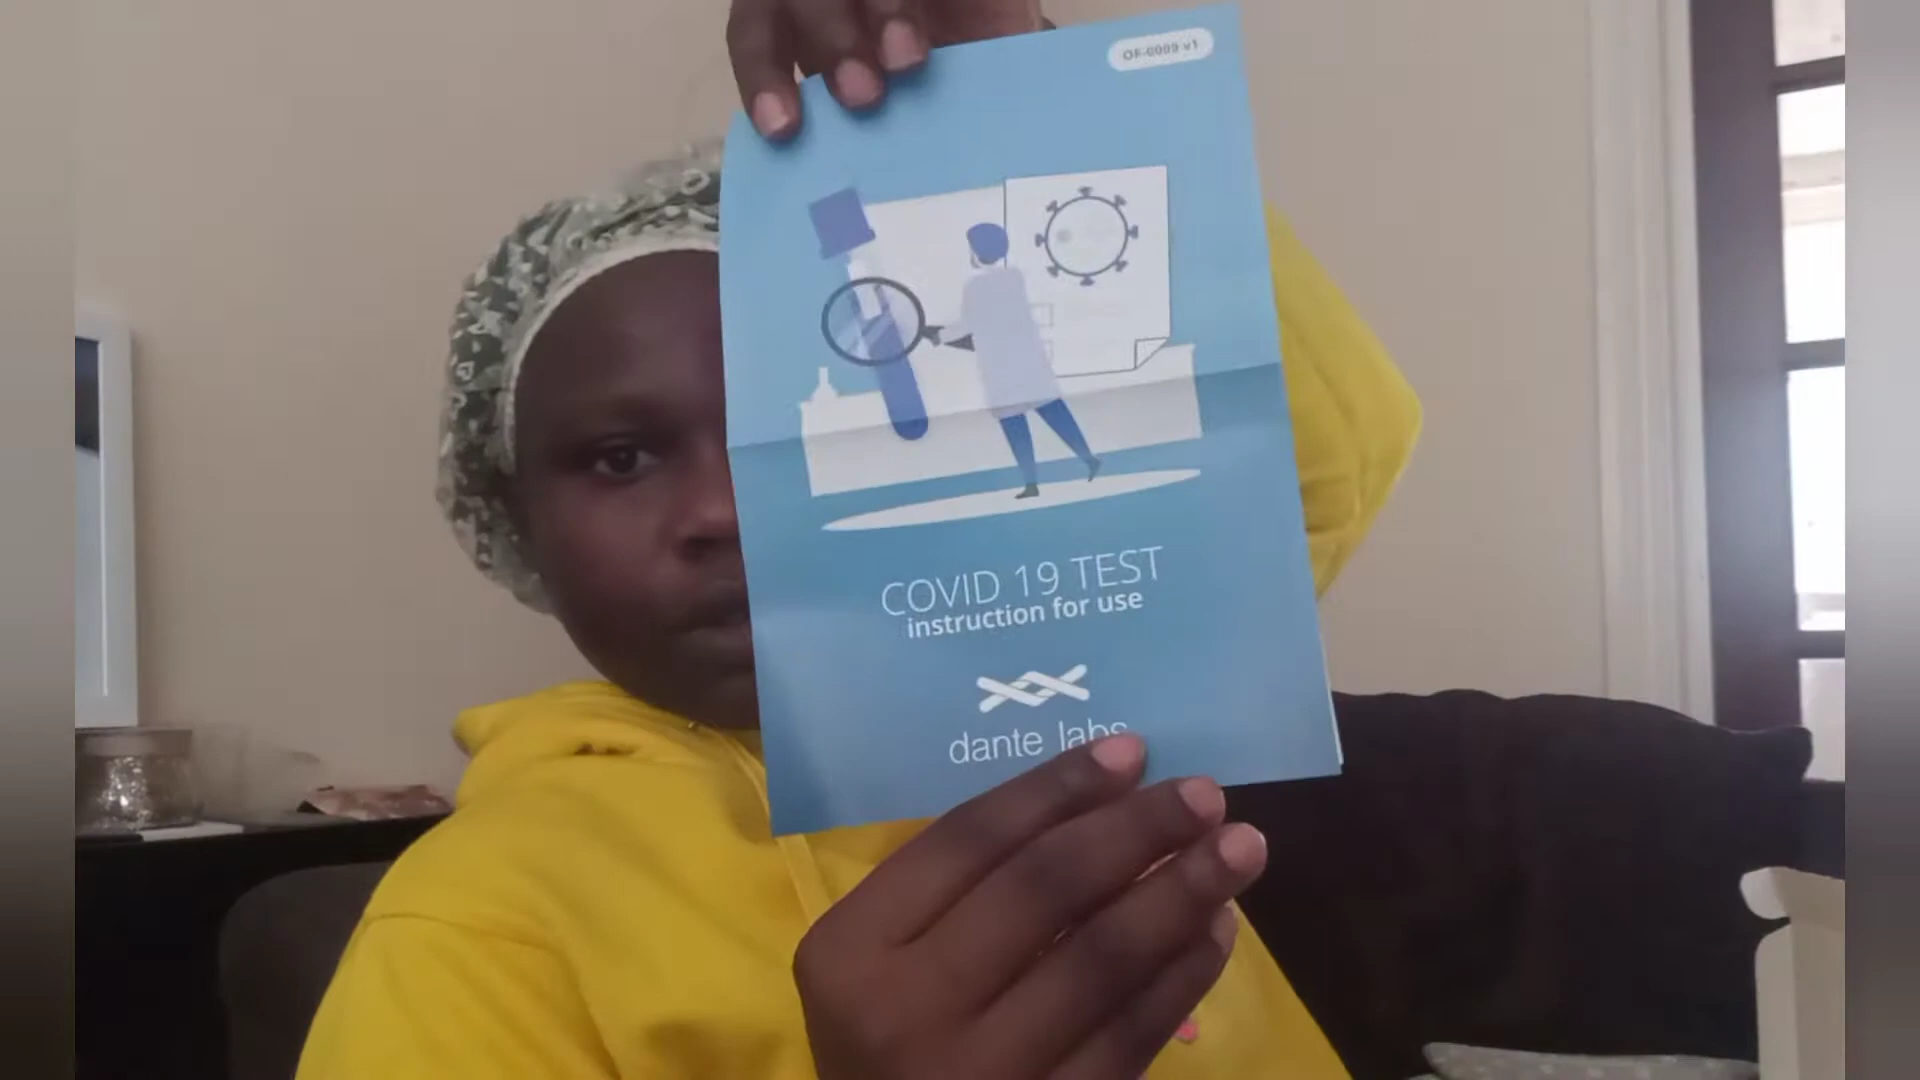 OF-0009 v1
COVID 19 TEST
instruction for use
dante labs